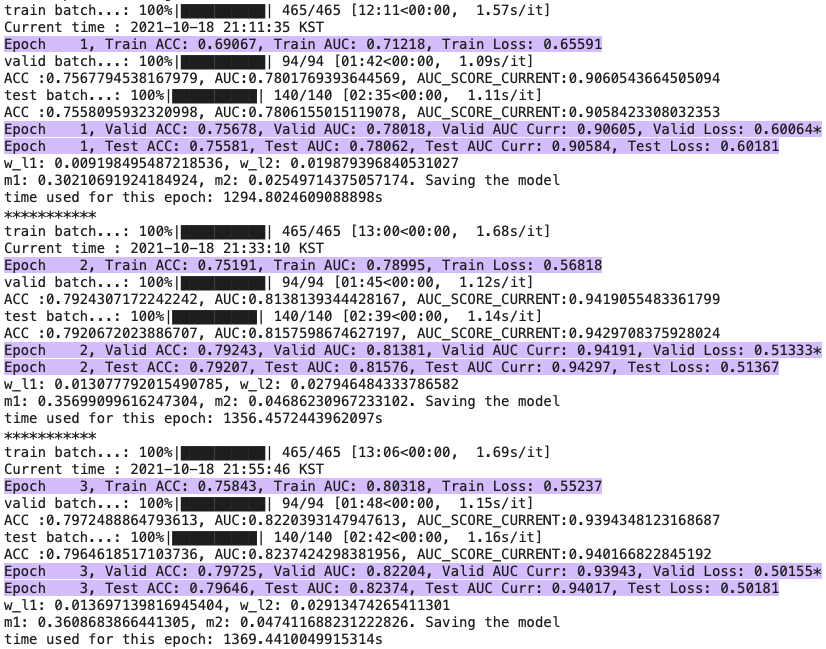 train batch...: 100%|██████████| 465/465 [12:11<00:00,  1.57s/it]
Current time : 2021-10-18 21:11:35 KST
Epoch    1, Train ACC: 0.69067, Train AUC: 0.71218, Train Loss: 0.65591
valid batch...: 100%|██████████| 94/94 [01:42<00:00,  1.09s/it]
ACC :0.7567794538167979, AUC:0.7801769393644569, AUC_SCORE_CURRENT:0.9060543664505094
test batch...: 100%|██████████| 140/140 [02:35<00:00,  1.11s/it]
ACC :0.7558095932320998, AUC:0.7806155015119078, AUC_SCORE_CURRENT:0.9058423308032353
Epoch    1, Valid ACC: 0.75678, Valid AUC: 0.78018, Valid AUC Curr: 0.90605, Valid Loss: 0.60064*
Epoch    1, Test ACC: 0.75581, Test AUC: 0.78062, Test AUC Curr: 0.90584, Test Loss: 0.60181
w_l1: 0.009198495487218536, w_l2: 0.019879396840531027
m1: 0.30210691924184924, m2: 0.02549714375057174. Saving the model
time used for this epoch: 1294.8024609088898s
***********
train batch...: 100%|██████████| 465/465 [13:00<00:00,  1.68s/it]
Current time : 2021-10-18 21:33:10 KST
Epoch    2, Train ACC: 0.75191, Train AUC: 0.78995, Train Loss: 0.56818
valid batch...: 100%|██████████| 94/94 [01:45<00:00,  1.12s/it]
ACC :0.7924307172242242, AUC:0.8138139344428167, AUC_SCORE_CURRENT:0.9419055483361799
test batch...: 100%|██████████| 140/140 [02:39<00:00,  1.14s/it]
ACC :0.7920672023886707, AUC:0.8157598674627197, AUC_SCORE_CURRENT:0.9429708375928024
Epoch    2, Valid ACC: 0.79243, Valid AUC: 0.81381, Valid AUC Curr: 0.94191, Valid Loss: 0.51333*
Epoch    2, Test ACC: 0.79207, Test AUC: 0.81576, Test AUC Curr: 0.94297, Test Loss: 0.51367
w_l1: 0.013077792015490785, w_l2: 0.027946484333786582
m1: 0.35699099616247304, m2: 0.04686230967233102. Saving the model
time used for this epoch: 1356.4572443962097s
***********
train batch...: 100%|██████████| 465/465 [13:06<00:00,  1.69s/it]
Current time : 2021-10-18 21:55:46 KST
Epoch    3, Train ACC: 0.75843, Train AUC: 0.80318, Train Loss: 0.55237
valid batch...: 100%|██████████| 94/94 [01:48<00:00,  1.15s/it]
ACC :0.7972488864793613, AUC:0.8220393147947613, AUC_SCORE_CURRENT:0.9394348123168687
test batch...: 100%|██████████| 140/140 [02:42<00:00,  1.16s/it]
ACC :0.7964618517103736, AUC:0.8237424298381956, AUC_SCORE_CURRENT:0.940166822845192
Epoch    3, Valid ACC: 0.79725, Valid AUC: 0.82204, Valid AUC Curr: 0.93943, Valid Loss: 0.50155*
Epoch    3, Test ACC: 0.79646, Test AUC: 0.82374, Test AUC Curr: 0.94017, Test Loss: 0.50181
w_l1: 0.013697139816945404, w_l2: 0.02913474265411301
m1: 0.3608683866441305, m2: 0.047411688231222826. Saving the model
time used for this epoch: 1369.4410049915314s